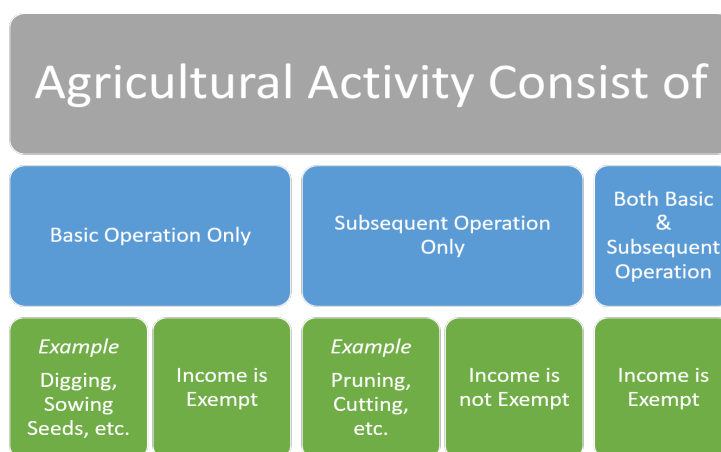 Agricultural Activity Consist of
Basic Operation Only
Subsequent Operation
Only
Both Basic
&
Subsequent
Operation
Example
Digging,
Sowing
Seeds, etc.
Income is
Exempt
Example
Pruning,
Cutting,
etc.
Income is
not Exempt
Income is
Exempt